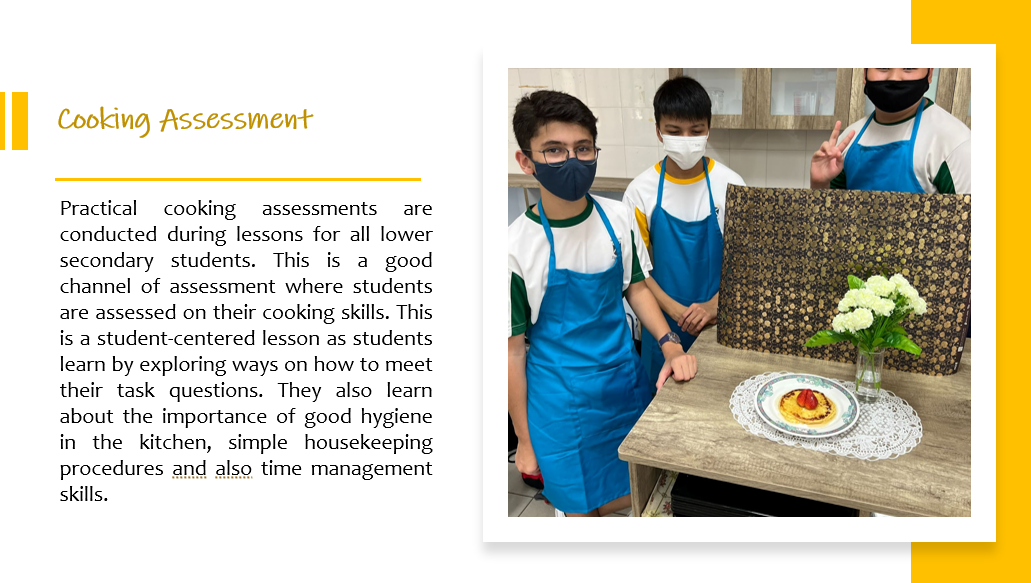 Cooking Assessment
Practical cooking assessments are
conducted during lessons for all lower
secondary students. This is a good
channel of assessment where students
are assessed on their cooking skills. This
is a student-centered lesson as students
learn by exploring ways on how to meet
their task questions. They also learn
about the importance of good hygiene
in the kitchen, simple housekeeping
procedures and also time management
skills.